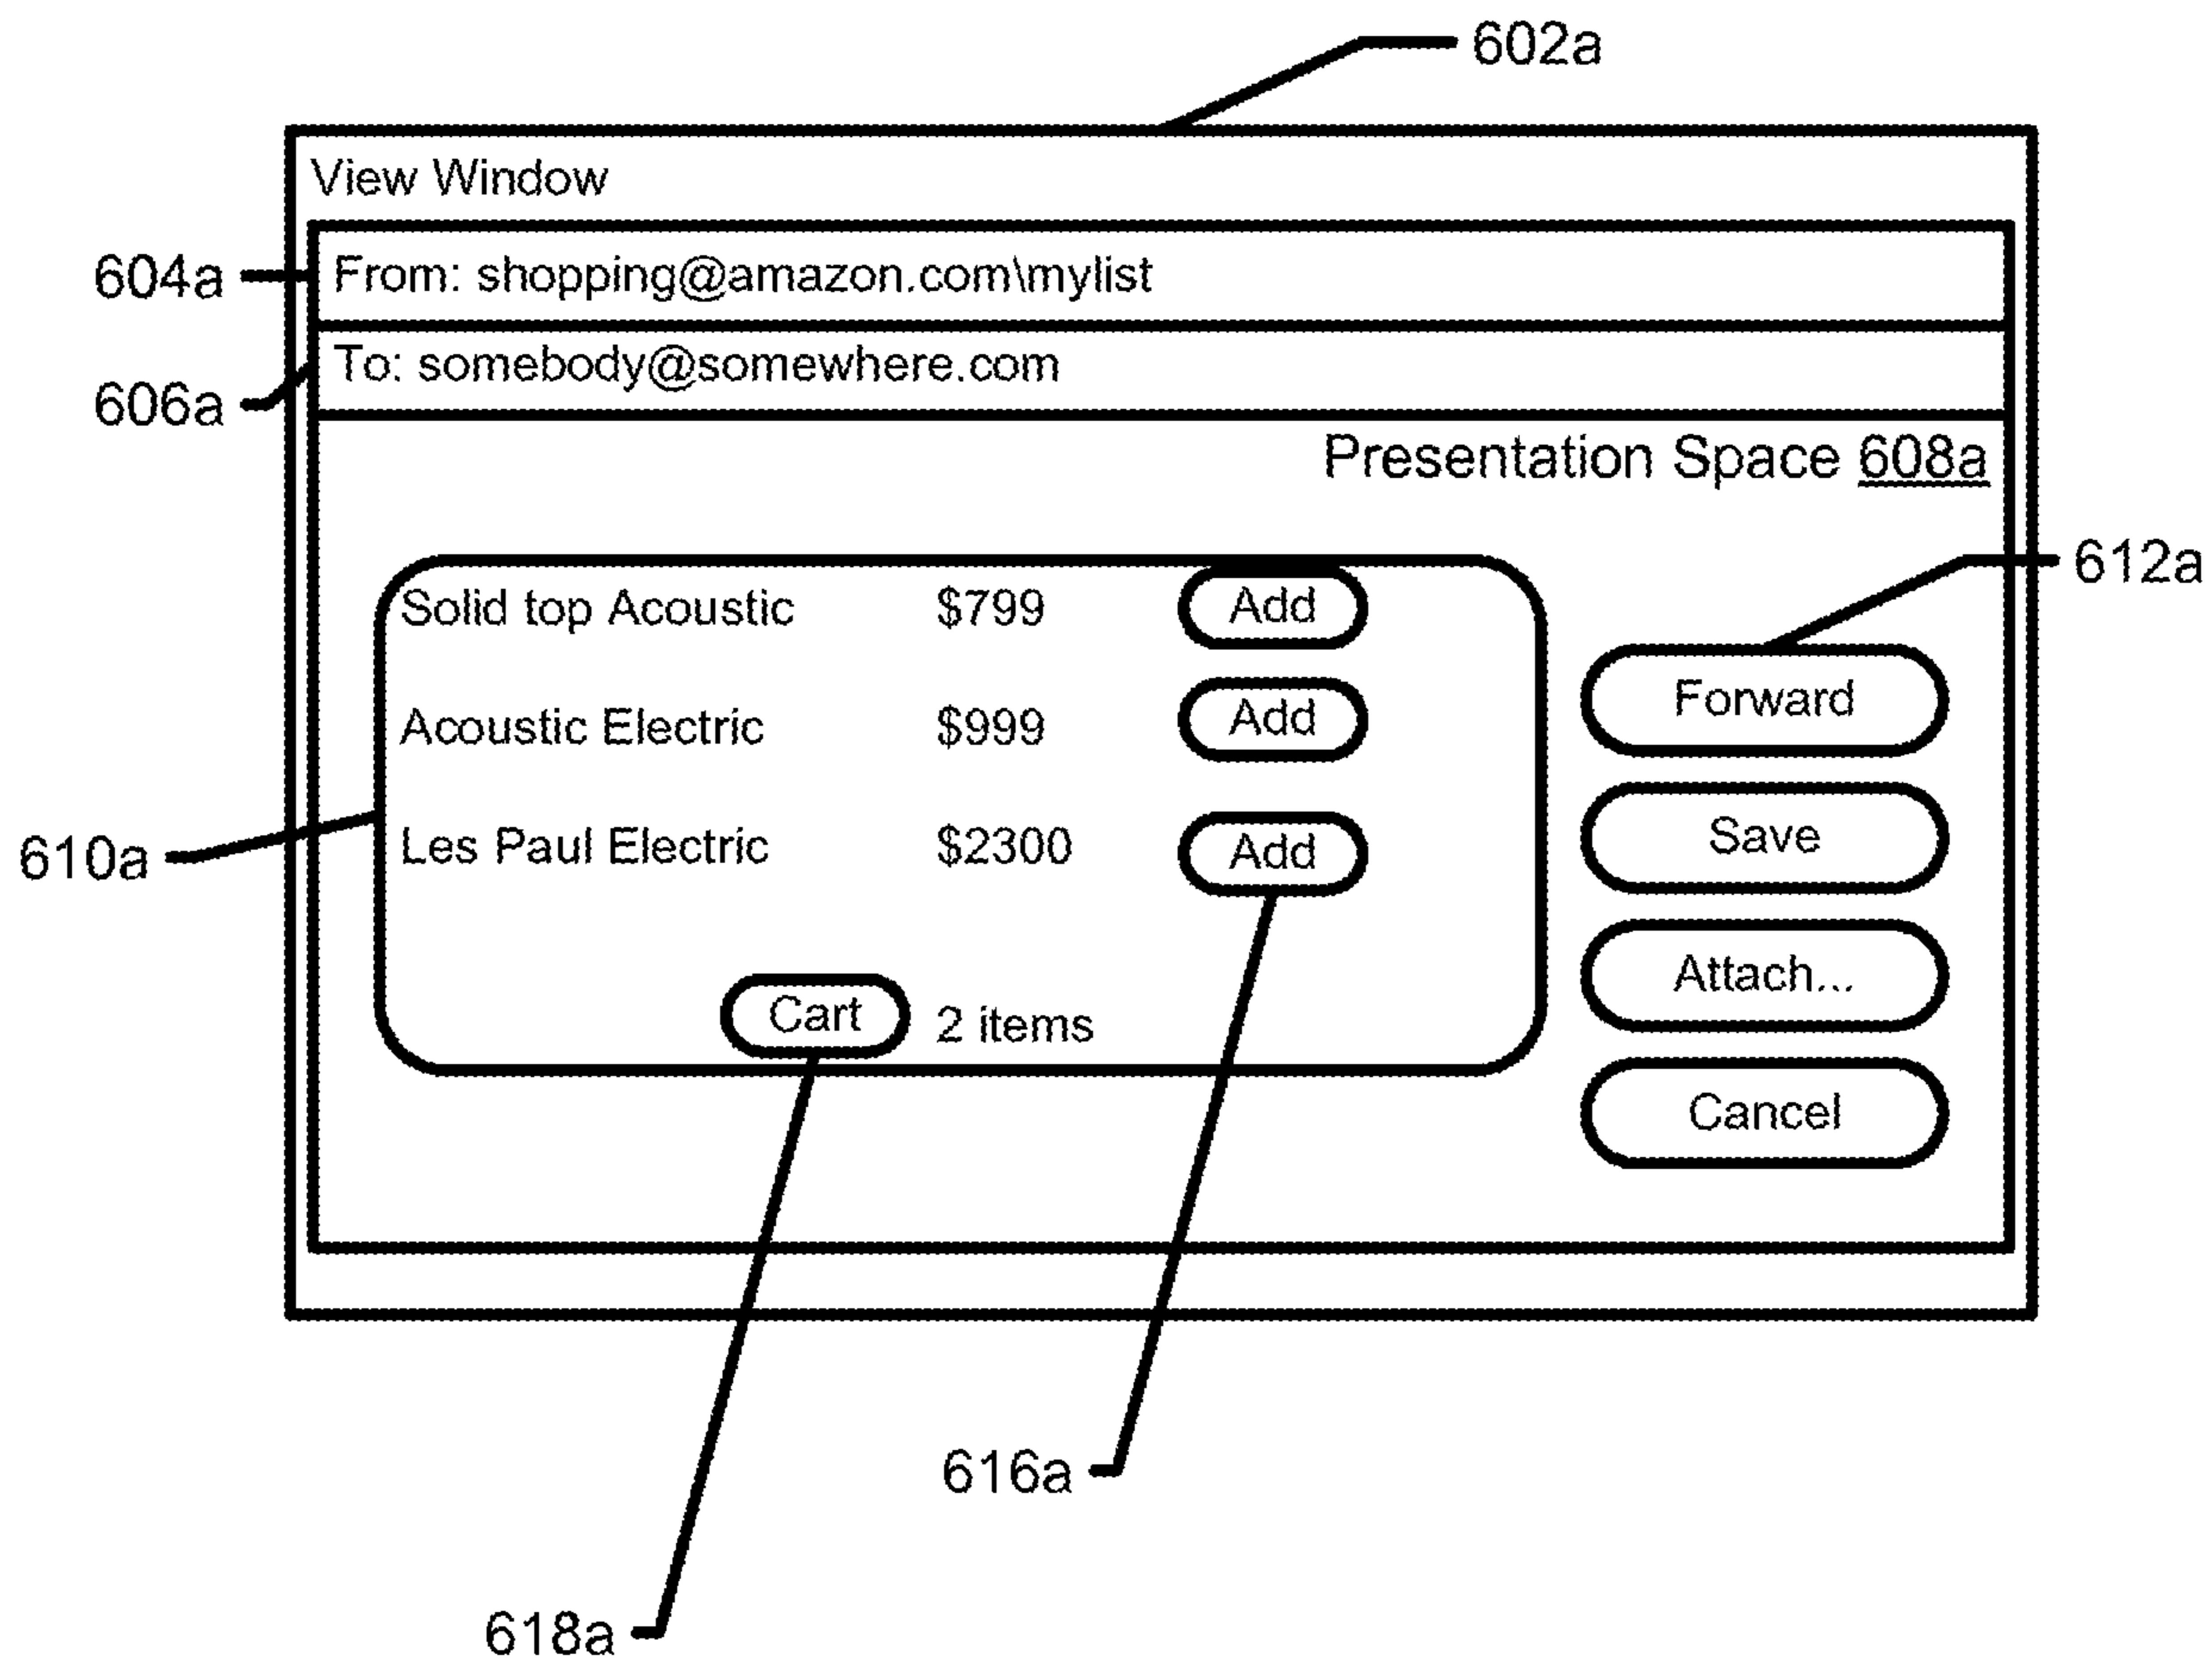 602a
View Window
604a
From: shopping@amazon.com\mylist
To: somebody@somewhere.com
606a
Presentation Space 608a
612a
Solid top Acoustic $799 Add
Forward
Acoustic Electric $999 Add
Save
610a
Les Paul Electric $2300 Add
Attach...
Cart 2 items
Cancel
616a
618a